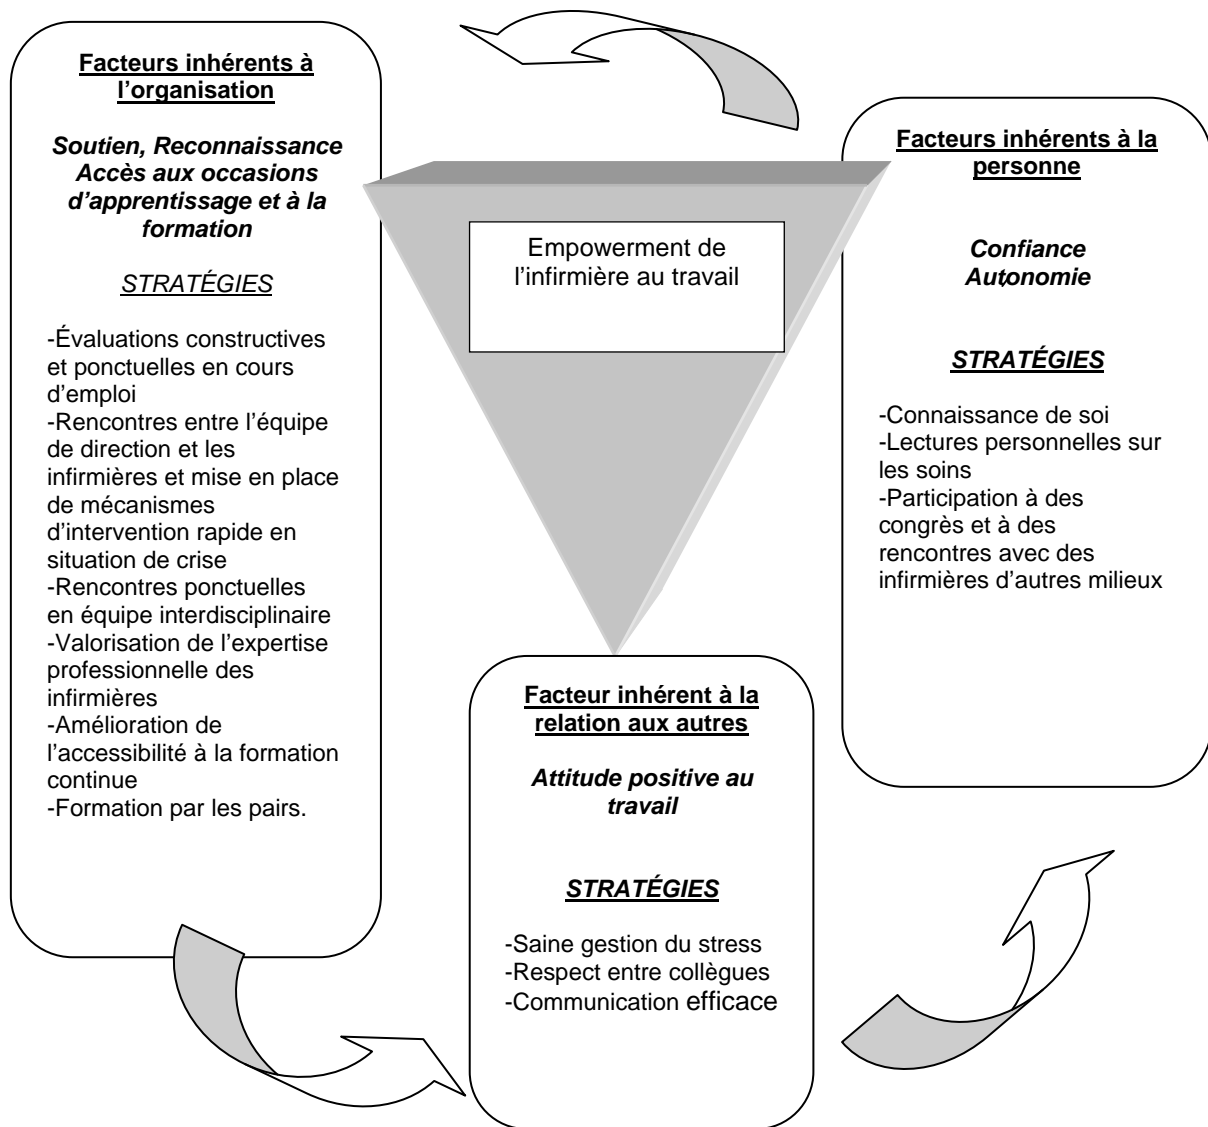 Facteurs inhérents à
l’organisation
Soutien, Reconnaissance
Accès aux occasions
d’apprentissage et à la
formation
STRATÉGIES
-Évaluations constructives
et ponctuelles en cours
d’emploi
-Rencontres entre l’équipe
de direction et les
infirmières et mise en place
de mécanismes
d’intervention rapide en
situation de crise
-Rencontres ponctuelles
en équipe interdisciplinaire
-Valorisation de l’expertise
professionnelle des
infirmières
-Amélioration de
l’accessibilité à la formation
continue
-Formation par les pairs.
Empowerment de
l’infirmière au travail
Facteurs inhérents à la
personne
Confiance
Autonomie
STRATÉGIES
-Connaissance de soi
-Lectures personnelles sur
les soins
-Participation à des
congrès et à des
rencontres avec des
infirmières d’autres milieux
Facteur inhérent à la
relation aux autres
Attitude positive au
travail
STRATÉGIES
-Saine gestion du stress
-Respect entre collègues
-Communication efficace